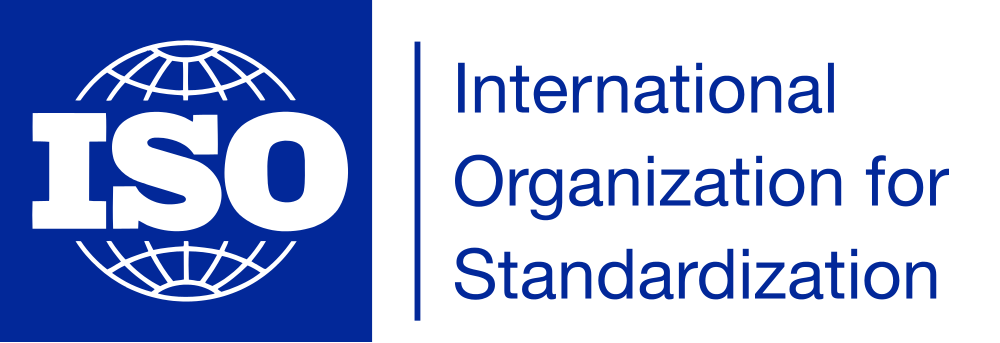 ISO
International
Organization for
Standardization